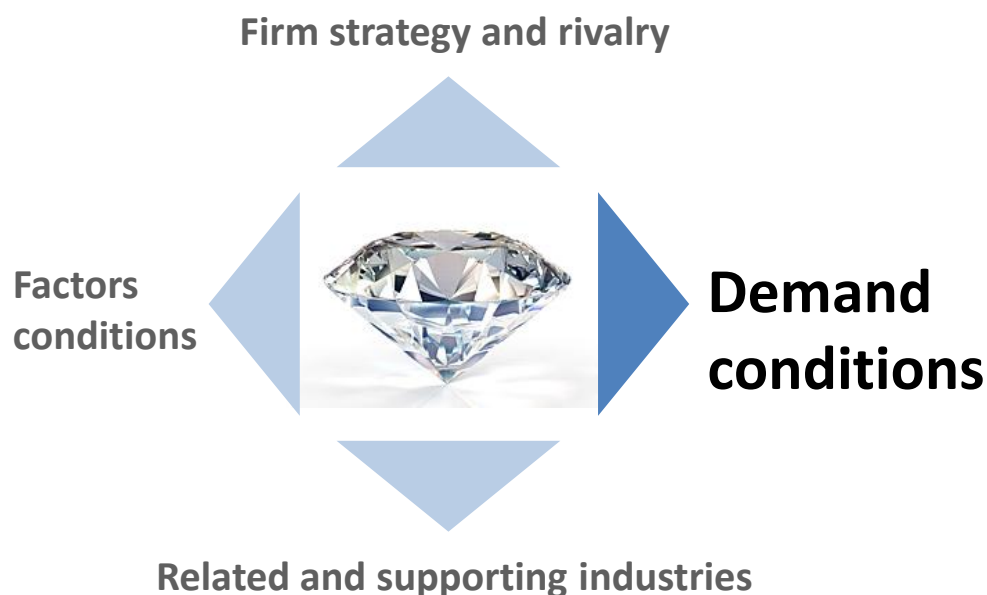 Firm strategy and rivalry
Factors
conditions
Demand
conditions
Related and supporting industries